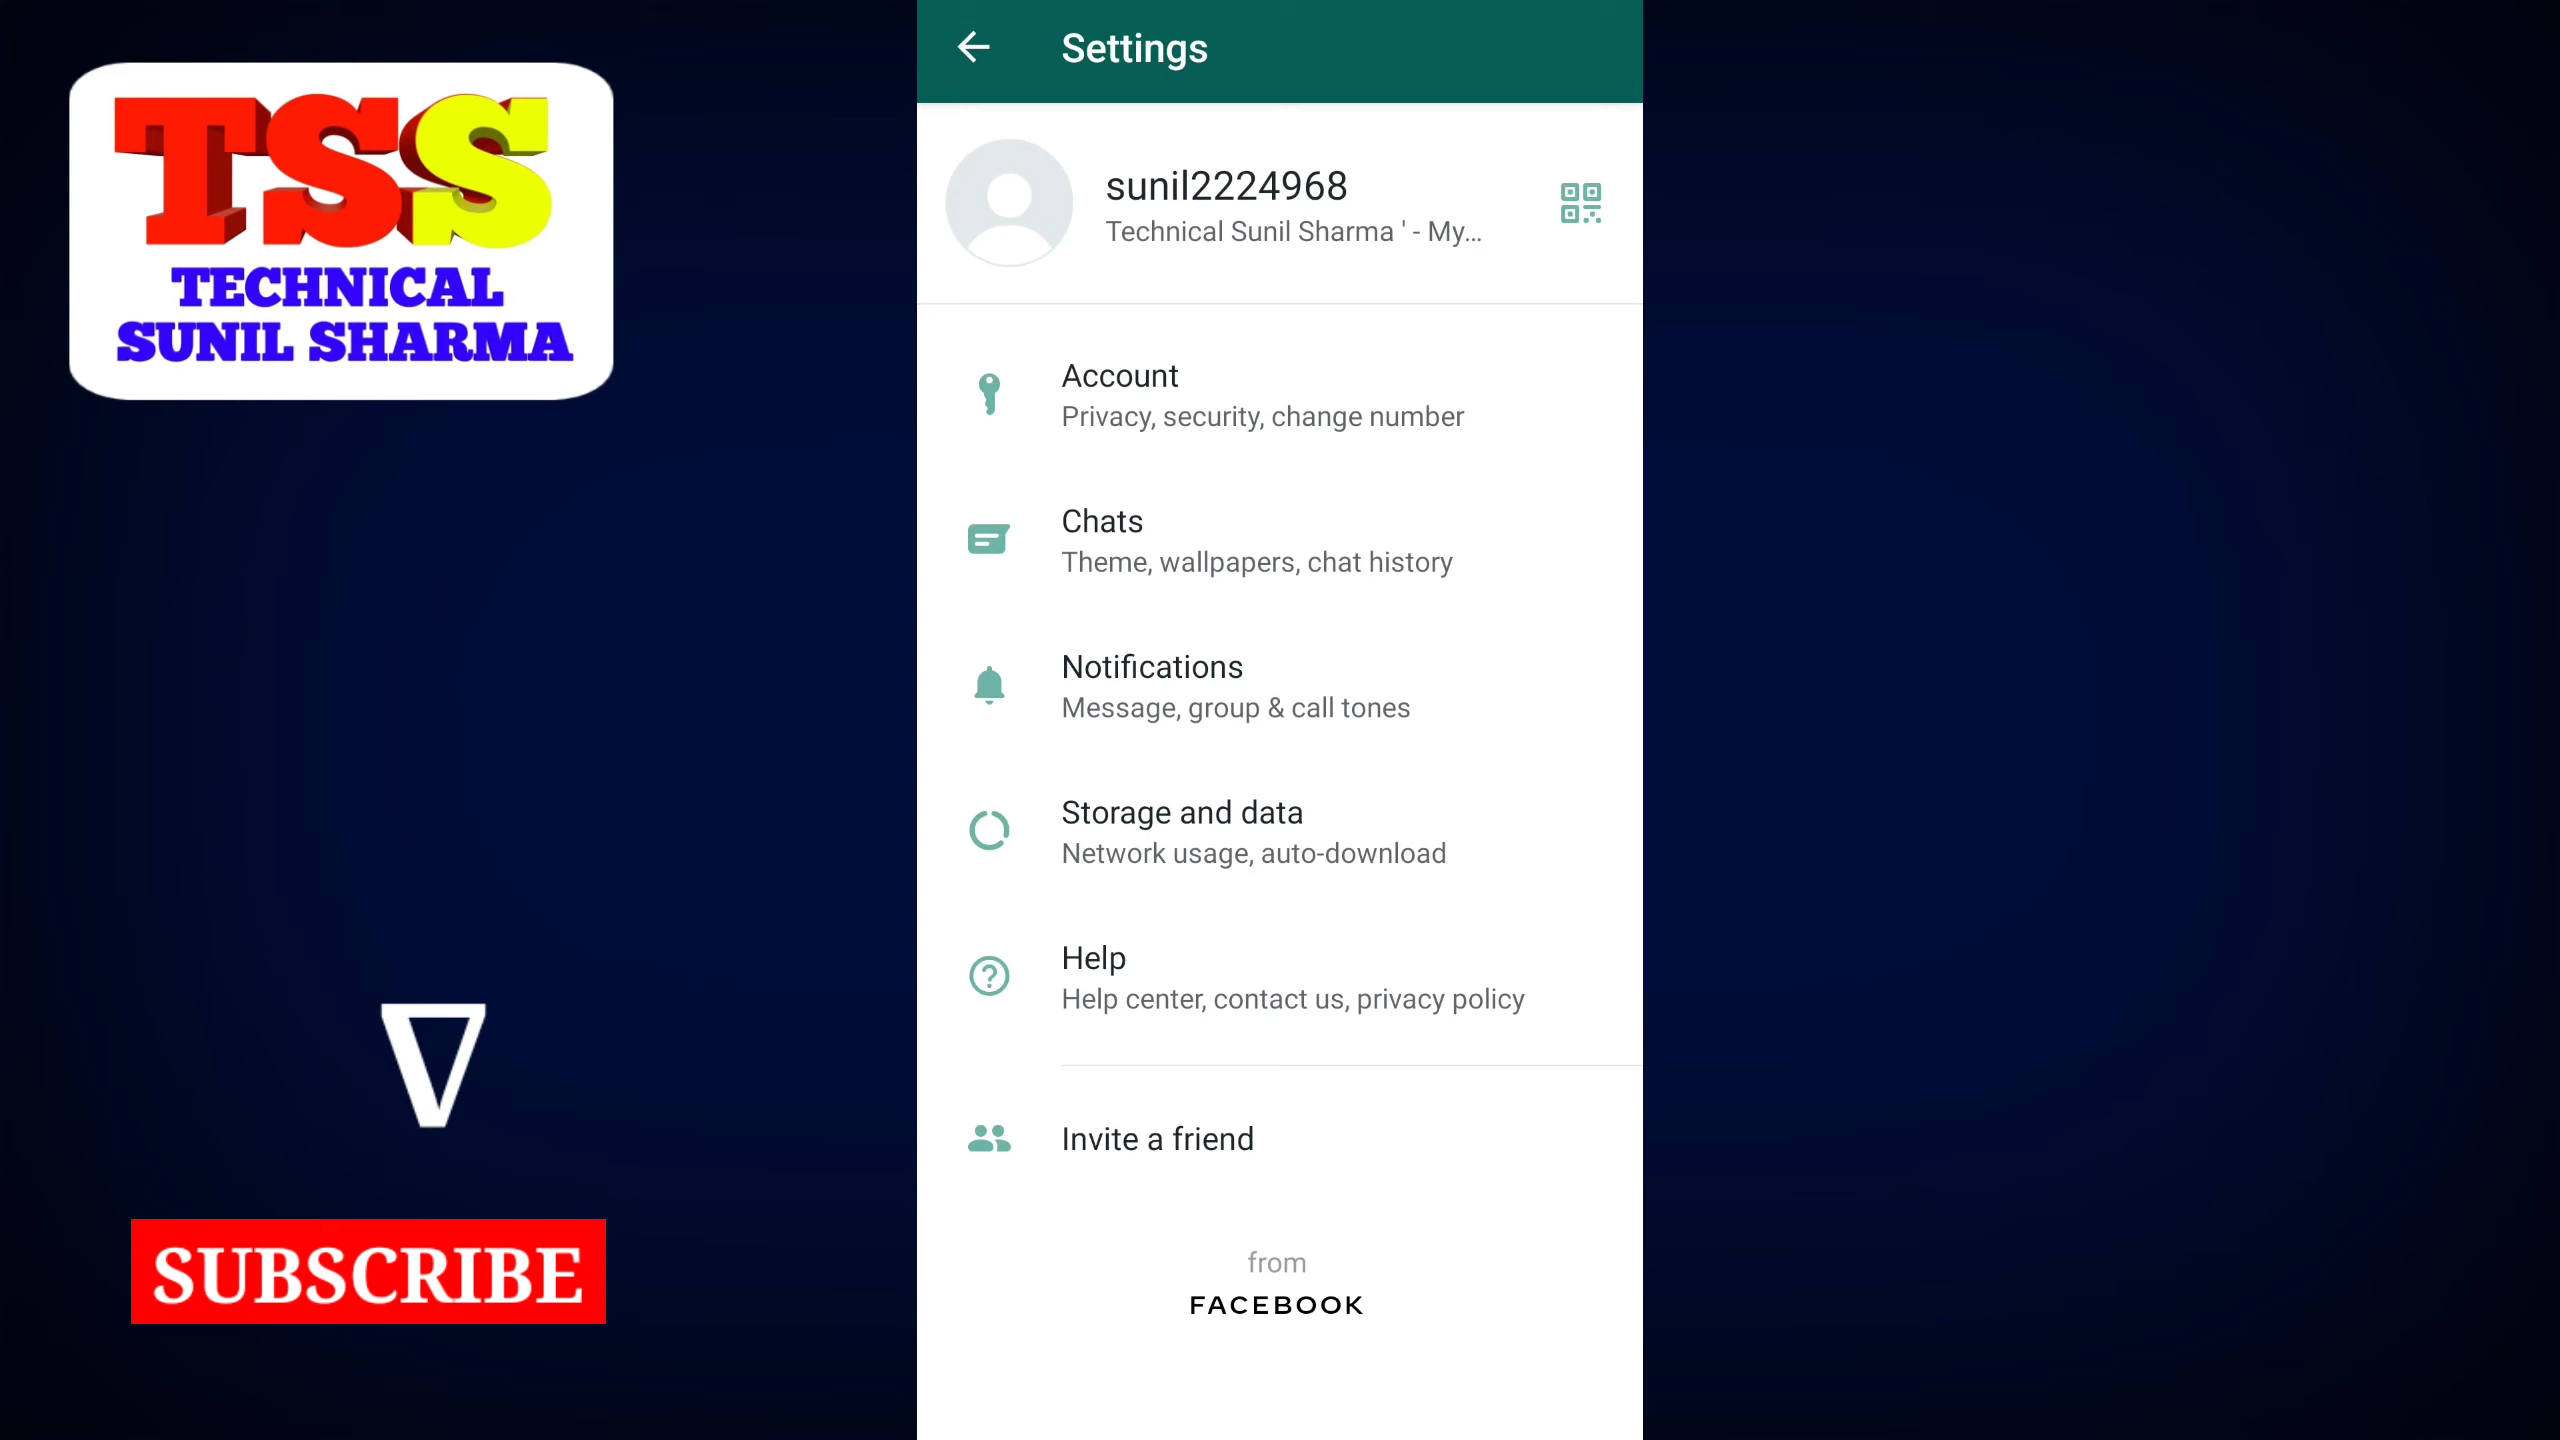 TSS
TECHNICAL
SUNIL SHARMA
SUBSCRIBE
Settings
sunil2224968
Technical Sunil Sharma ' - My...
Account
Privacy, security, change number
Chats
Theme, wallpapers, chat history
Notifications
Message, group & call tones
Storage and data
Network usage, auto-download
Help
Help center, contact us, privacy policy
Invite a friend
from
FACEBOOK